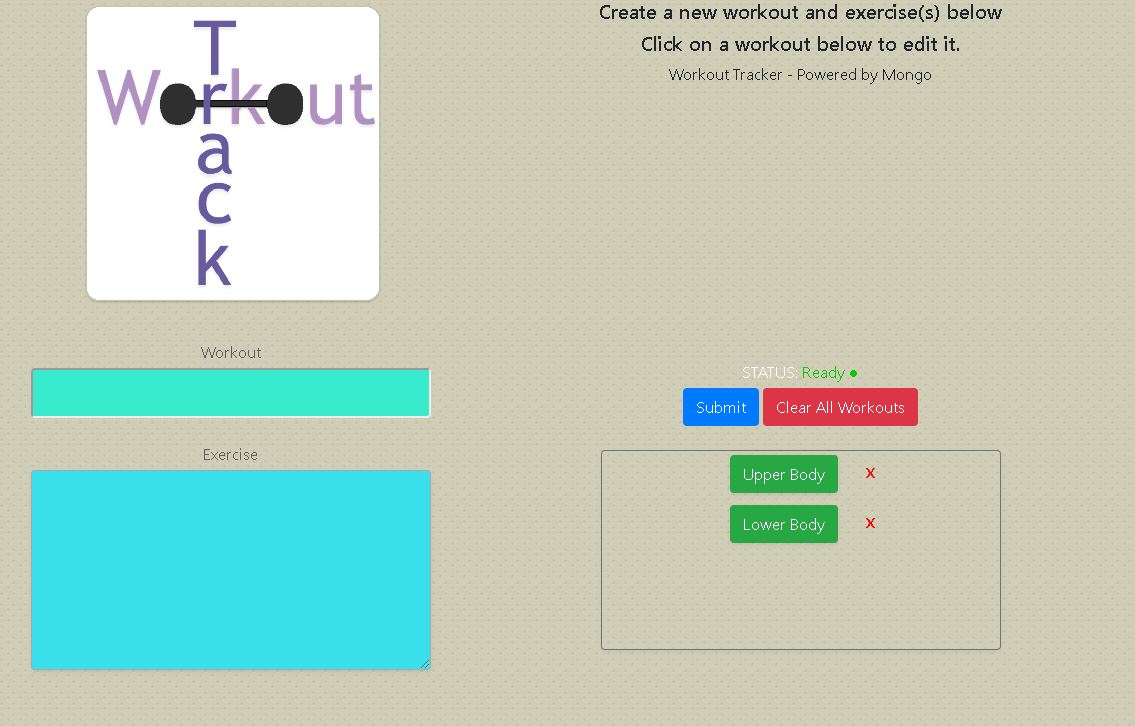 Track
Workout
Create a new workout and exercise(s) below
Click on a workout below to edit it.
Workout Tracker - Powered by Mongo
Workout
Exercise
STATUS: Ready ●
Submit
Clear All Workouts
Upper Body X
Lower Body X